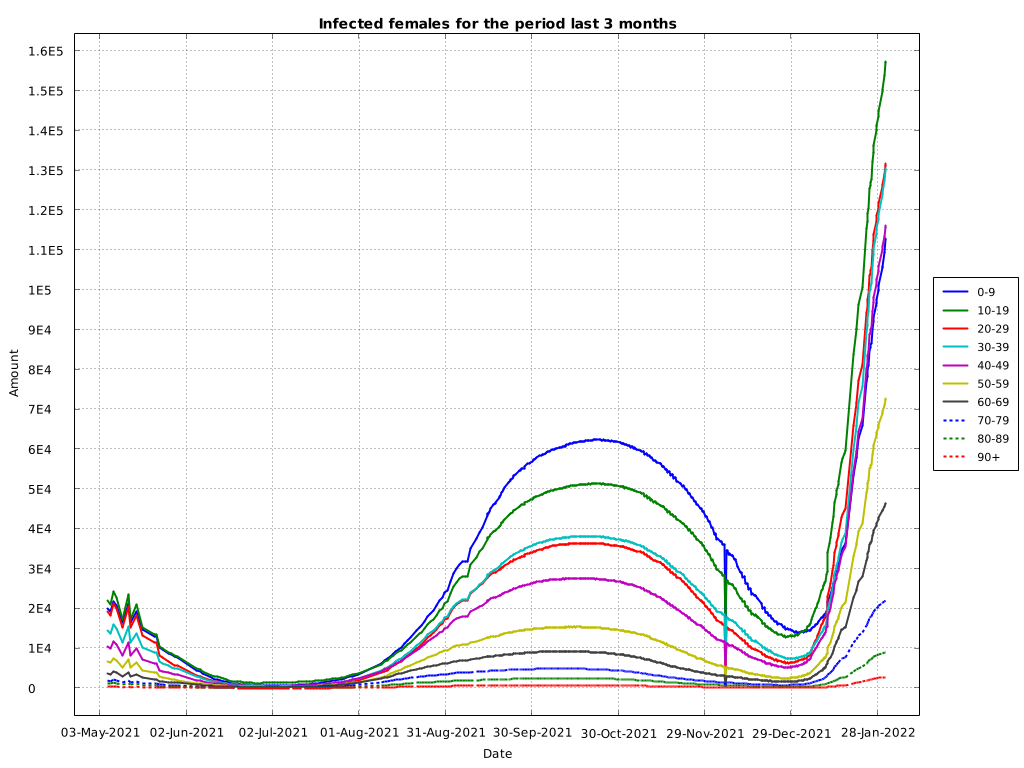 Infected females for the period last 3 months
1.6E5
1.5E5
1.4E5
1.3E5
1.2E5
1.1E5
1E5
9E4
8E4
7E4
6E4
5E4
4E4
3E4
2E4
1E4
0
Amount
03-May-2021 02-Jun-2021 02-Jul-2021 01-Aug-2021 31-Aug-2021 30-Sep-2021 30-Oct-2021 29-Nov-2021 29-Dec-2021 28-Jan-2022
Date
0-9
10-19
20-29
30-39
40-49
50-59
60-69
70-79
80-89
90+